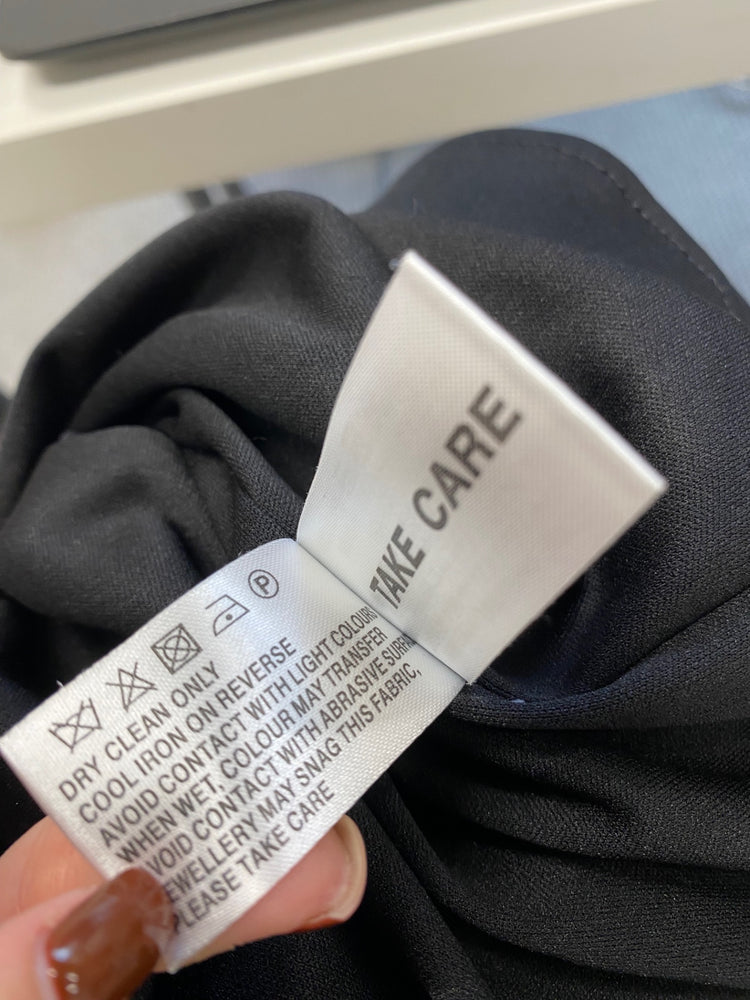 TAKE CARE
P
DRY CLEAN ONLY
COOL IRON ON REVERSE
AVOID CONTACT WITH LIGHT COLOURS
WHEN WET, COLOUR MAY TRANSFER
AVOID CONTACT WITH ABRASIVE
JEWELLERY MAY SNAG THIS FABRIC,
PLEASE TAKE CARE